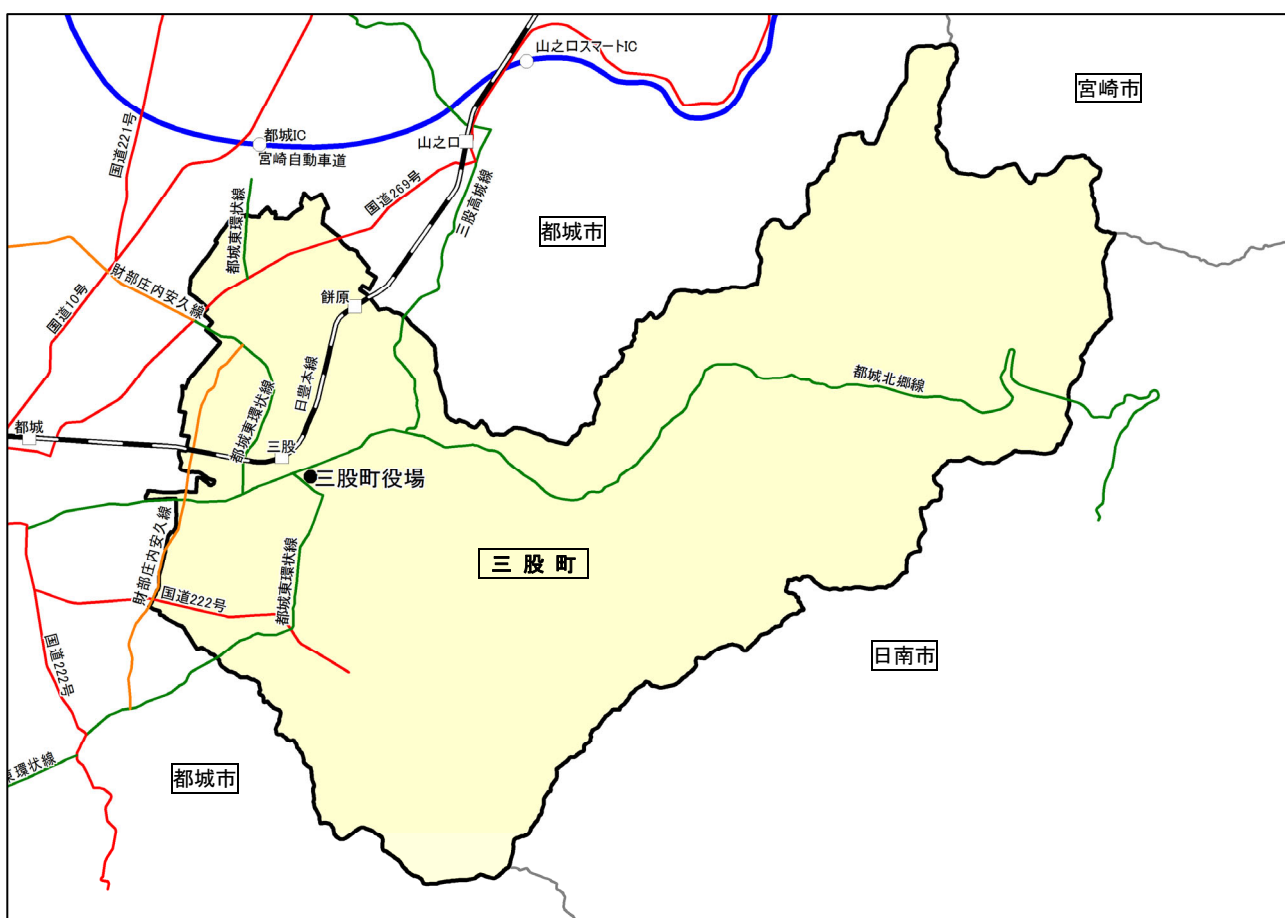 山之口スマートIC
宮崎市
国道221号
都城IC
宮崎自動車道
山之口
国道269号
三股高城線
都城市
都城東環状線
財部庄内安久線
国道10号
餅原
日豊本線
都城北郷線
都城東環状線
都城
三股
三股町役場
財部庄内安久線
三股町
都城東環状線
国道222号
国道222号
日南市
都城市
東環状線